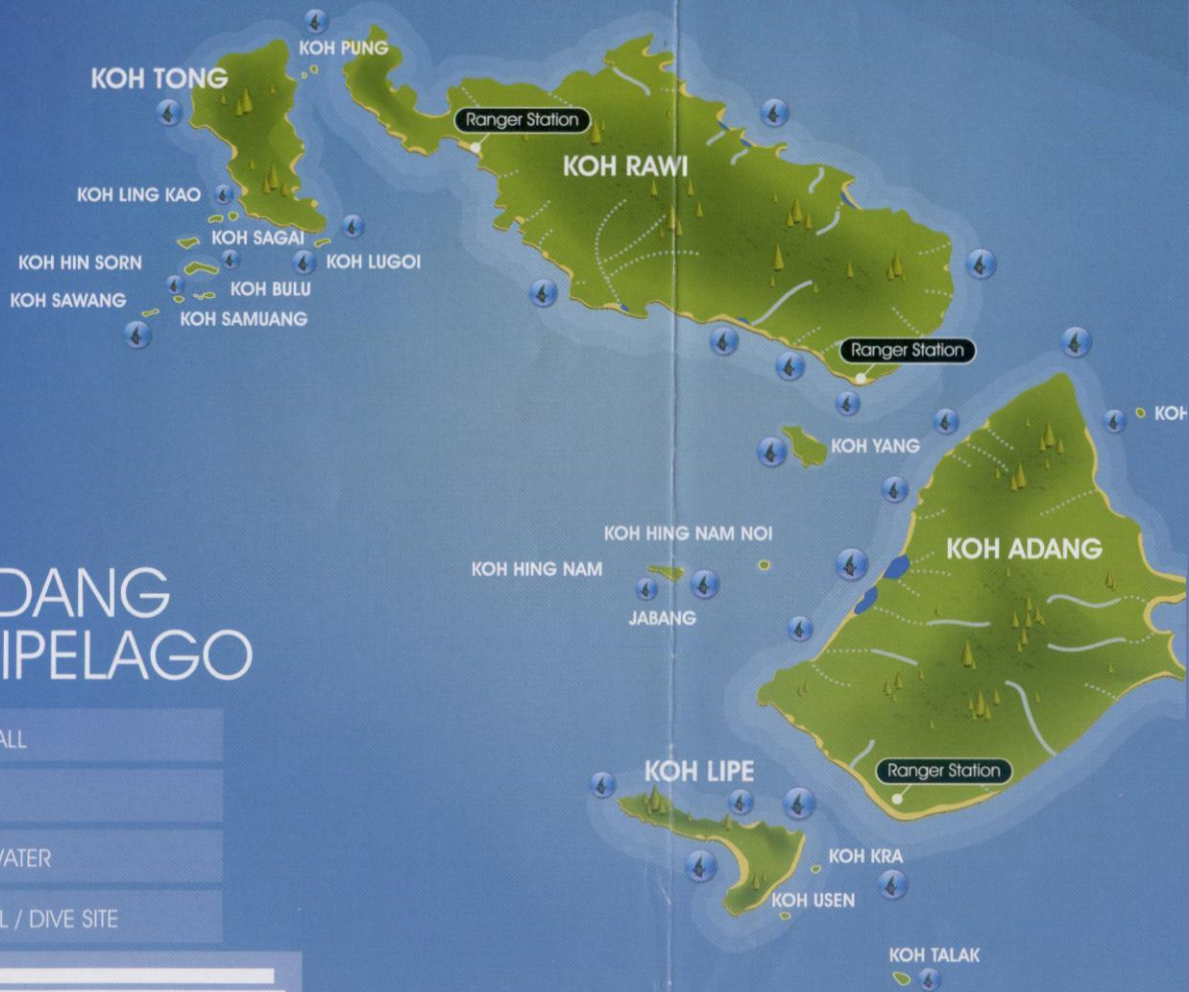 KOH PUNG
KOH TONG
Ranger Station
KOH RAWI
KOH LING KAO
KOH SAGAI
KOH LUGOI
KOH HIN SORN
KOH BULU
KOH SAWANG
KOH SAMUANG
Ranger Station
KOH
KOH YANG
KOH HING NAM NOI
KOH ADANG
KOH HING NAM
JABANG
DANG
IPELAGO
ALL
KOH LIPE
Ranger Station
WATER
KOH KRA
KOH USEN
L / DIVE SITE
KOH TALAK